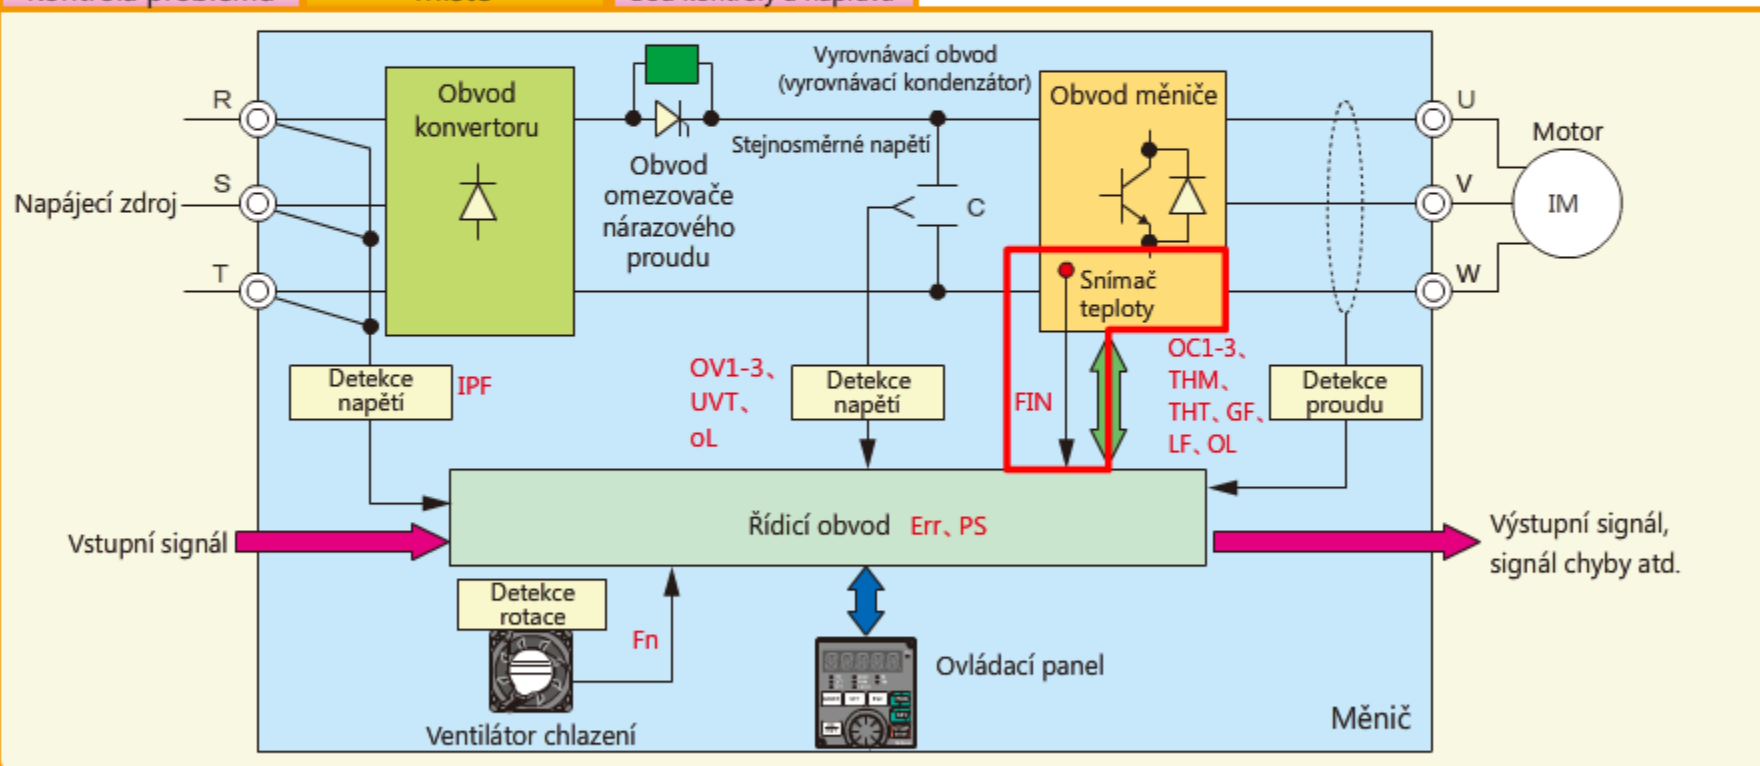 Vyrovnávací obvod
(vyrovnávací kondenzátor)
Obvod
konvertoru
Obvod měniče
R
U
Motor
Stejnosměrné napětí
Obvod
omezovače
nárazového
proudu
Napájecí zdroj
S
C
V
IM
T
Snímač
teploty
W
Detekce
napětí
IPF
OV1-3、
UVT、
oL
Detekce
napětí
FIN
OC1-3、
THM、
THT、GF、
LF、OL
Detekce
proudu
Vstupní signál
Řídicí obvod Err、PS
Výstupní signál,
signál chyby atd.
Detekce
rotace
Fn
Ventilátor chlazení
Ovládací panel
Měnič